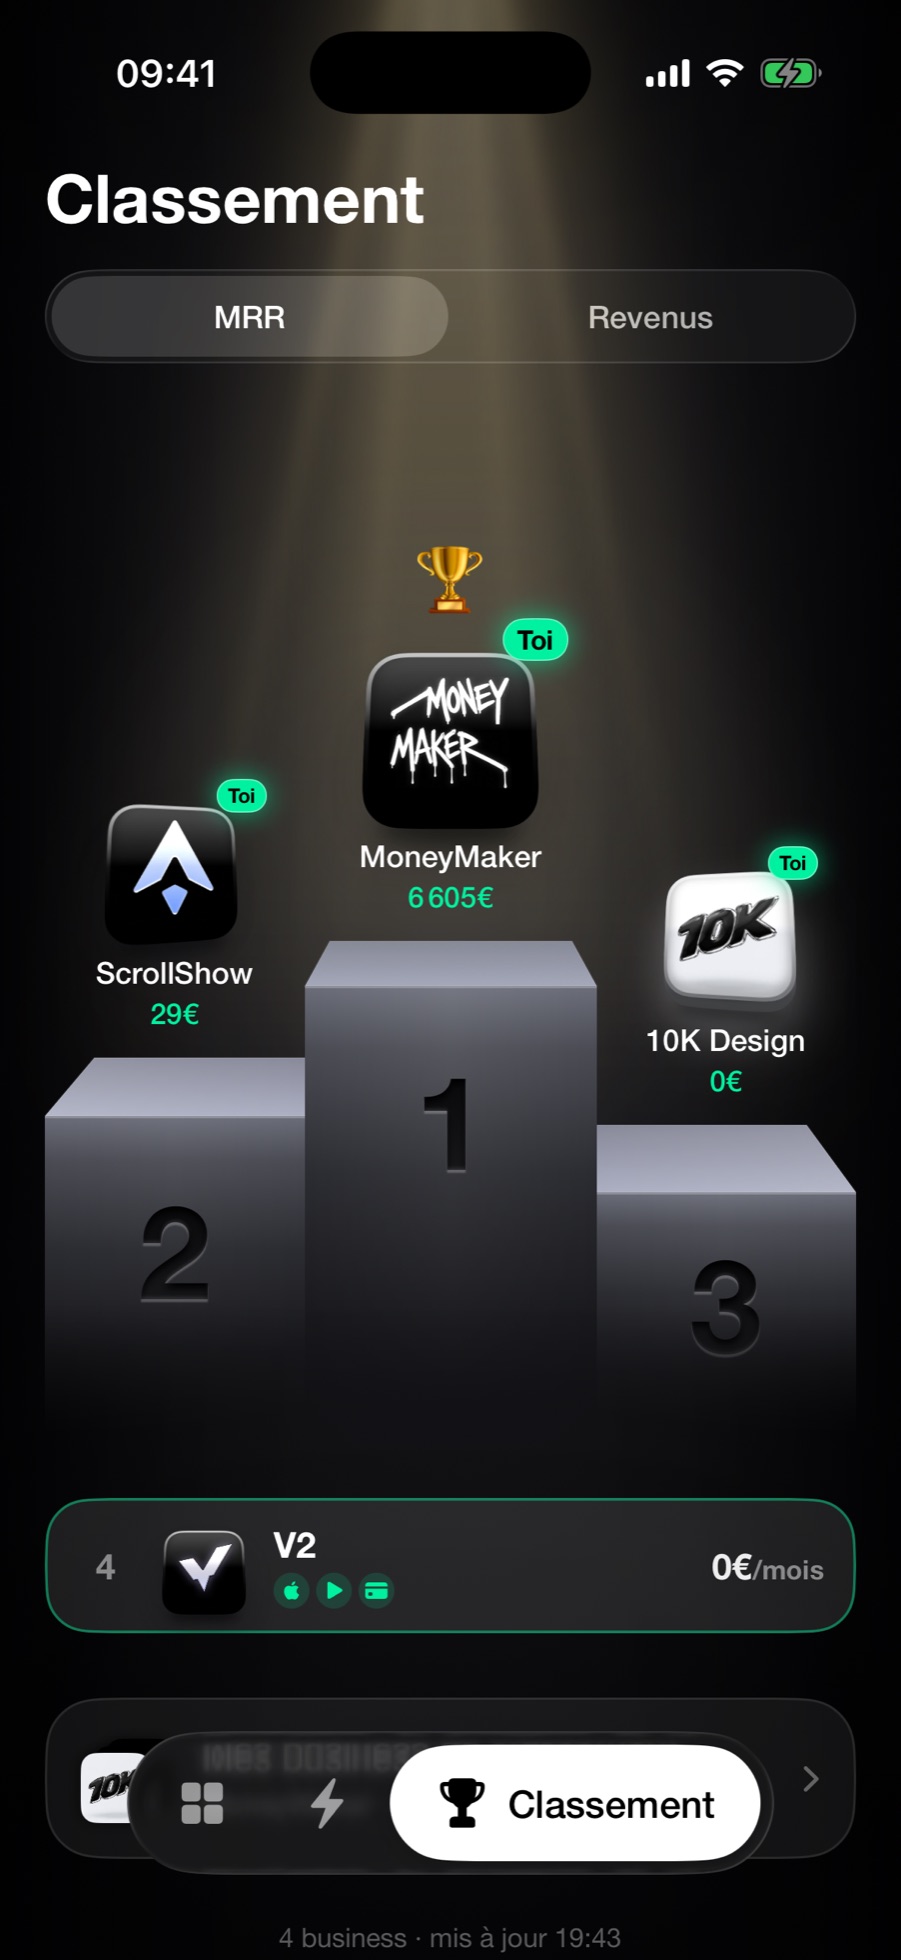 09:41
Classement
MRR
Revenus
Toi
MONEY
MAKER
MoneyMaker
6 605€
Toi
ScrollShow
29€
Toi
10K
10K Design
0€
1
2
3
4
V2
0€/mois
10K
Classement
4 business · mis à jour 19:43